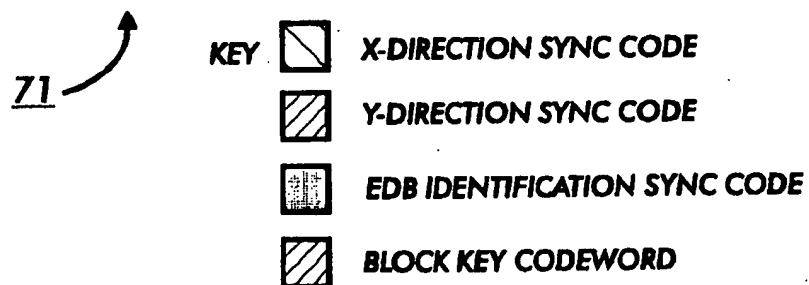 KEY X-DIRECTION SYNC CODE
71
Y-DIRECTION SYNC CODE
EDB IDENTIFICATION SYNC CODE
BLOCK KEY CODEWORD